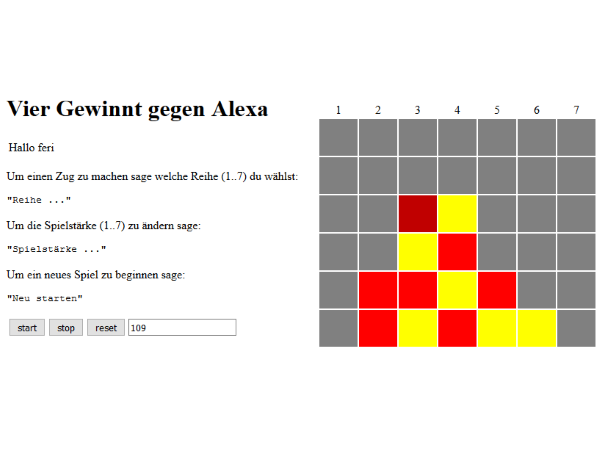 Vier Gewinnt gegen Alexa
Hallo feri
Um einen Zug zu machen sage welche Reihe (1..7) du wählst:
"Reihe ..."
Um die Spielstärke (1..7) zu ändern sage:
"Spielstärke ..."
Um ein neues Spiel zu beginnen sage:
"Neu starten"
start stop reset 109
1 2 3 4 5 6 7